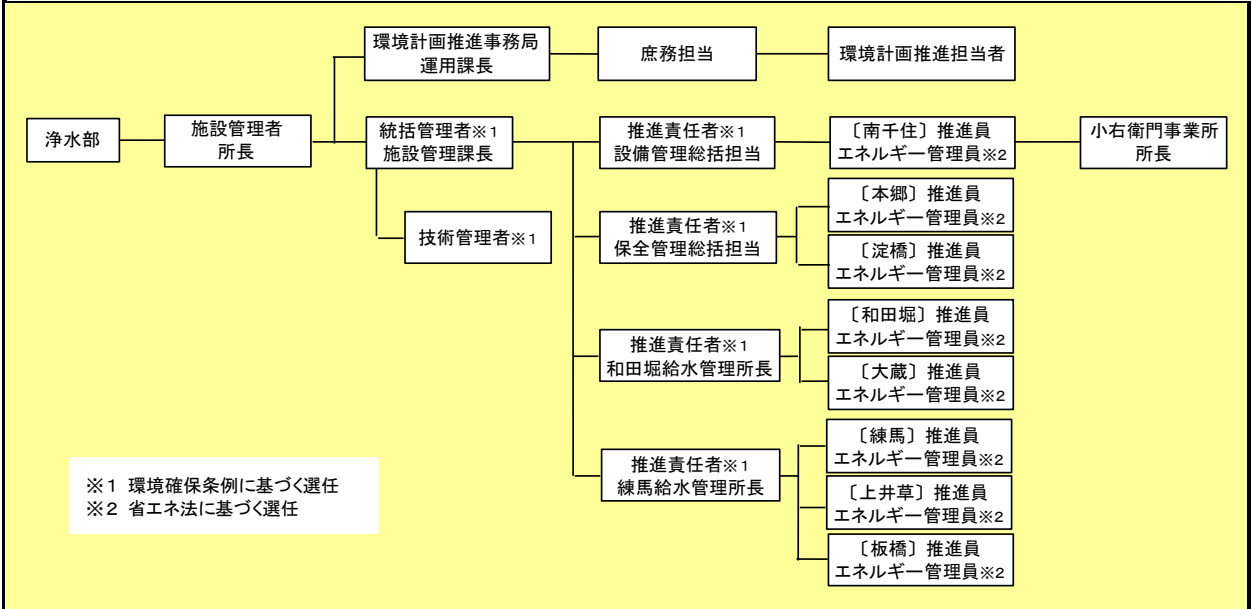 環境計画推進事務局
運用課長
庶務担当
環境計画推進担当者
浄水部
施設管理者
所長
統括管理者※1
施設管理課長
推進責任者※1
設備管理総括担当
〔南千住〕推進員
エネルギー管理員※2
小右衛門事業所
所長
技術管理者※1
推進責任者※1
保全管理総括担当
〔本郷〕推進員
エネルギー管理員※2
〔淀橋〕推進員
エネルギー管理員※2
推進責任者※1
和田堀給水管理所長
〔和田堀〕推進員
エネルギー管理員※2
〔大蔵〕推進員
エネルギー管理員※2
推進責任者※1
練馬給水管理所長
〔練馬〕推進員
エネルギー管理員※2
〔上井草〕推進員
エネルギー管理員※2
〔板橋〕推進員
エネルギー管理員※2
※1 環境確保条例に基づく選任
※2 省エネ法に基づく選任